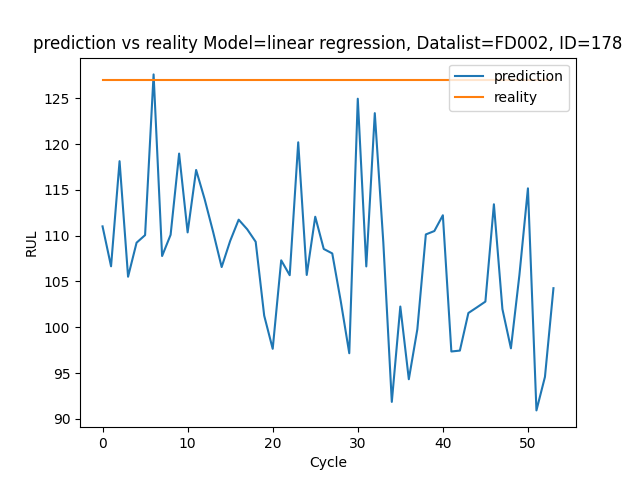 prediction vs reality Model=linear regression, Datalist=FD002, ID=178
prediction
reality
125
120
115
110
105
100
95
90
RUL
0 10 20 30 40 50
Cycle